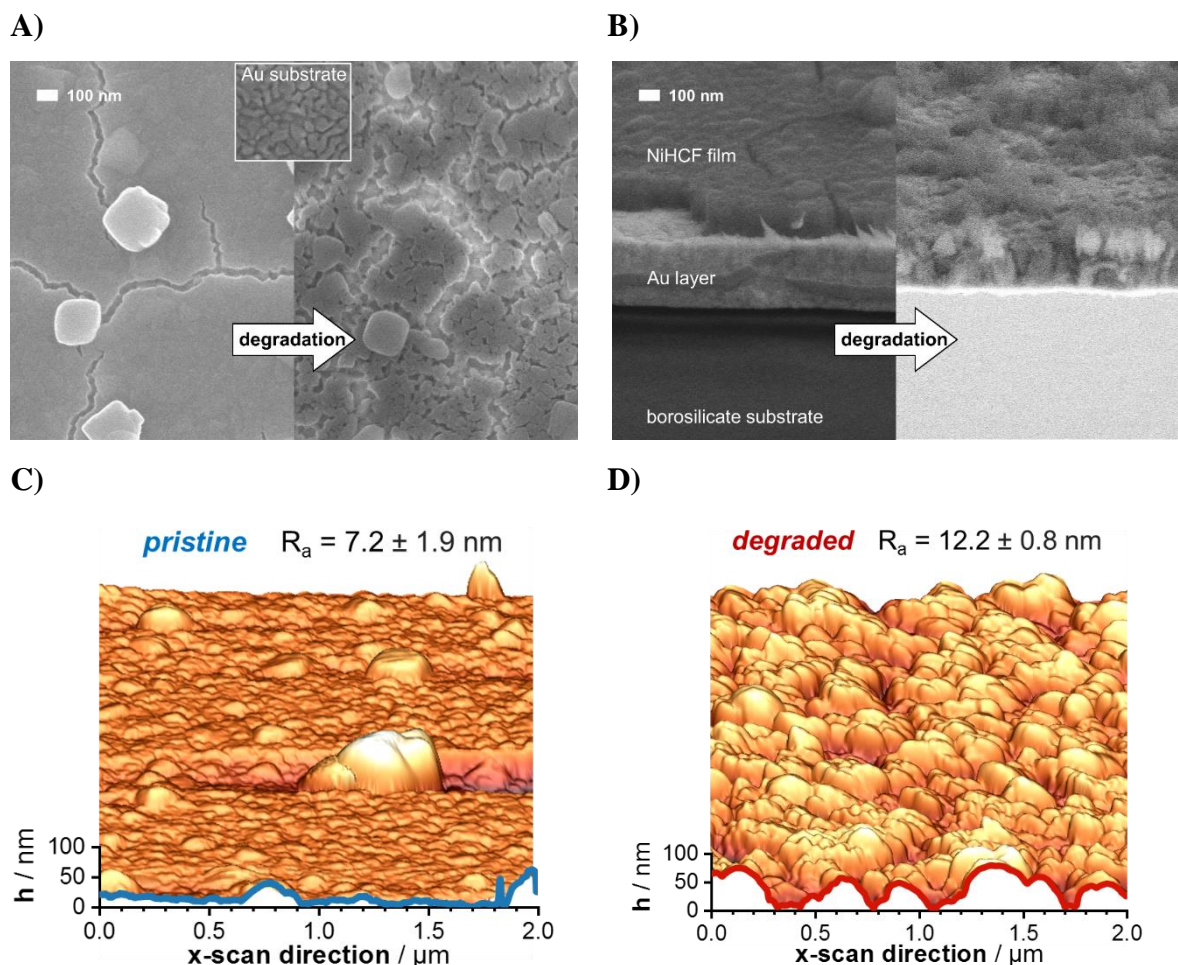 A)
B)
Au substrate
100 nm
degradation
100 nm
NiHCF film
Au layer
degradation
borosilicate substrate
C)
D)
pristine Ra = 7.2 ± 1.9 nm
degraded Ra = 12.2 ± 0.8 nm
h / nm
100
50
0
0.0 0.5 1.0 1.5 2.0
x-scan direction / µm
h / nm
100
50
0
0.0 0.5 1.0 1.5 2.0
x-scan direction / µm